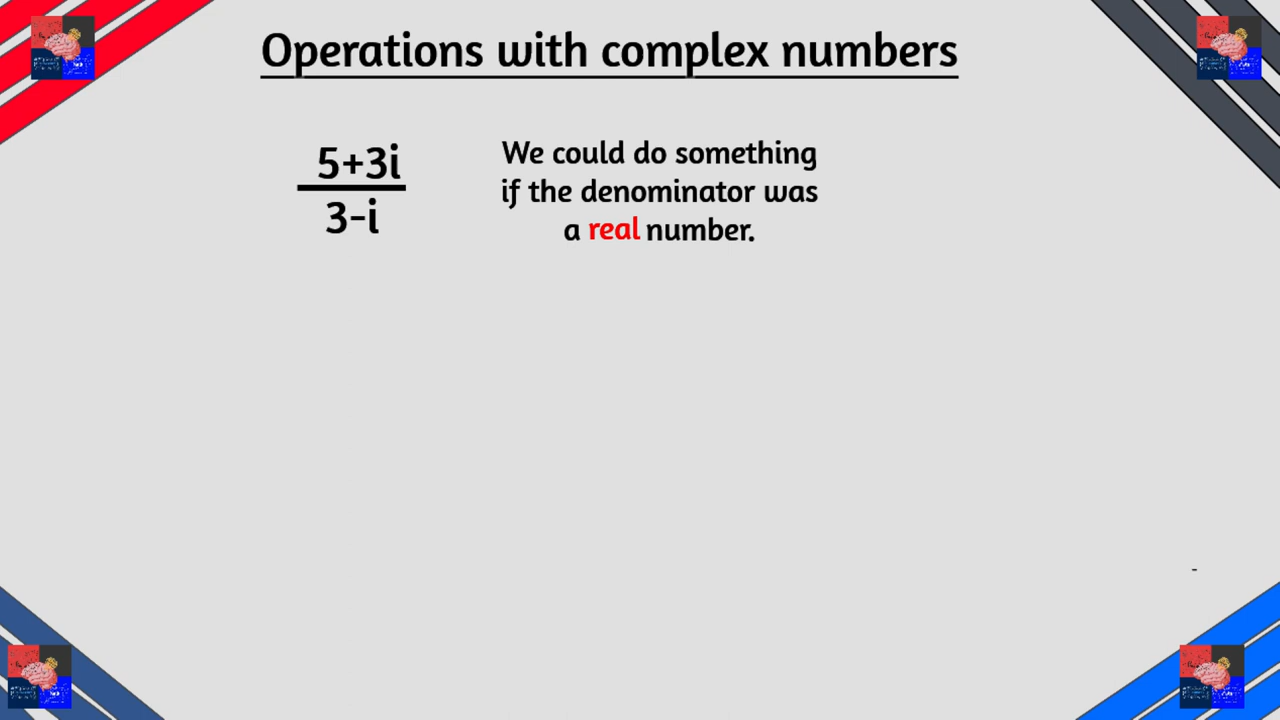 Operations with complex numbers
5+3i
3-i
We could do something
if the denominator was
a real number.
-